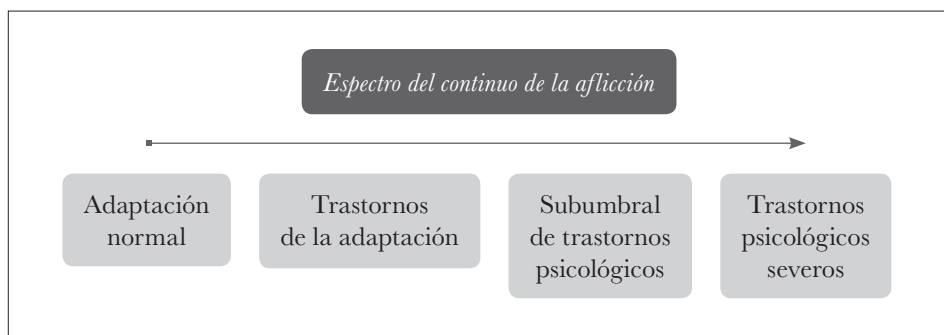 Espectro del continuo de la aflicción
Adaptación
normal
Trastornos
de la adaptación
Subumbral
de trastornos
psicológicos
Trastornos
psicológicos
severos